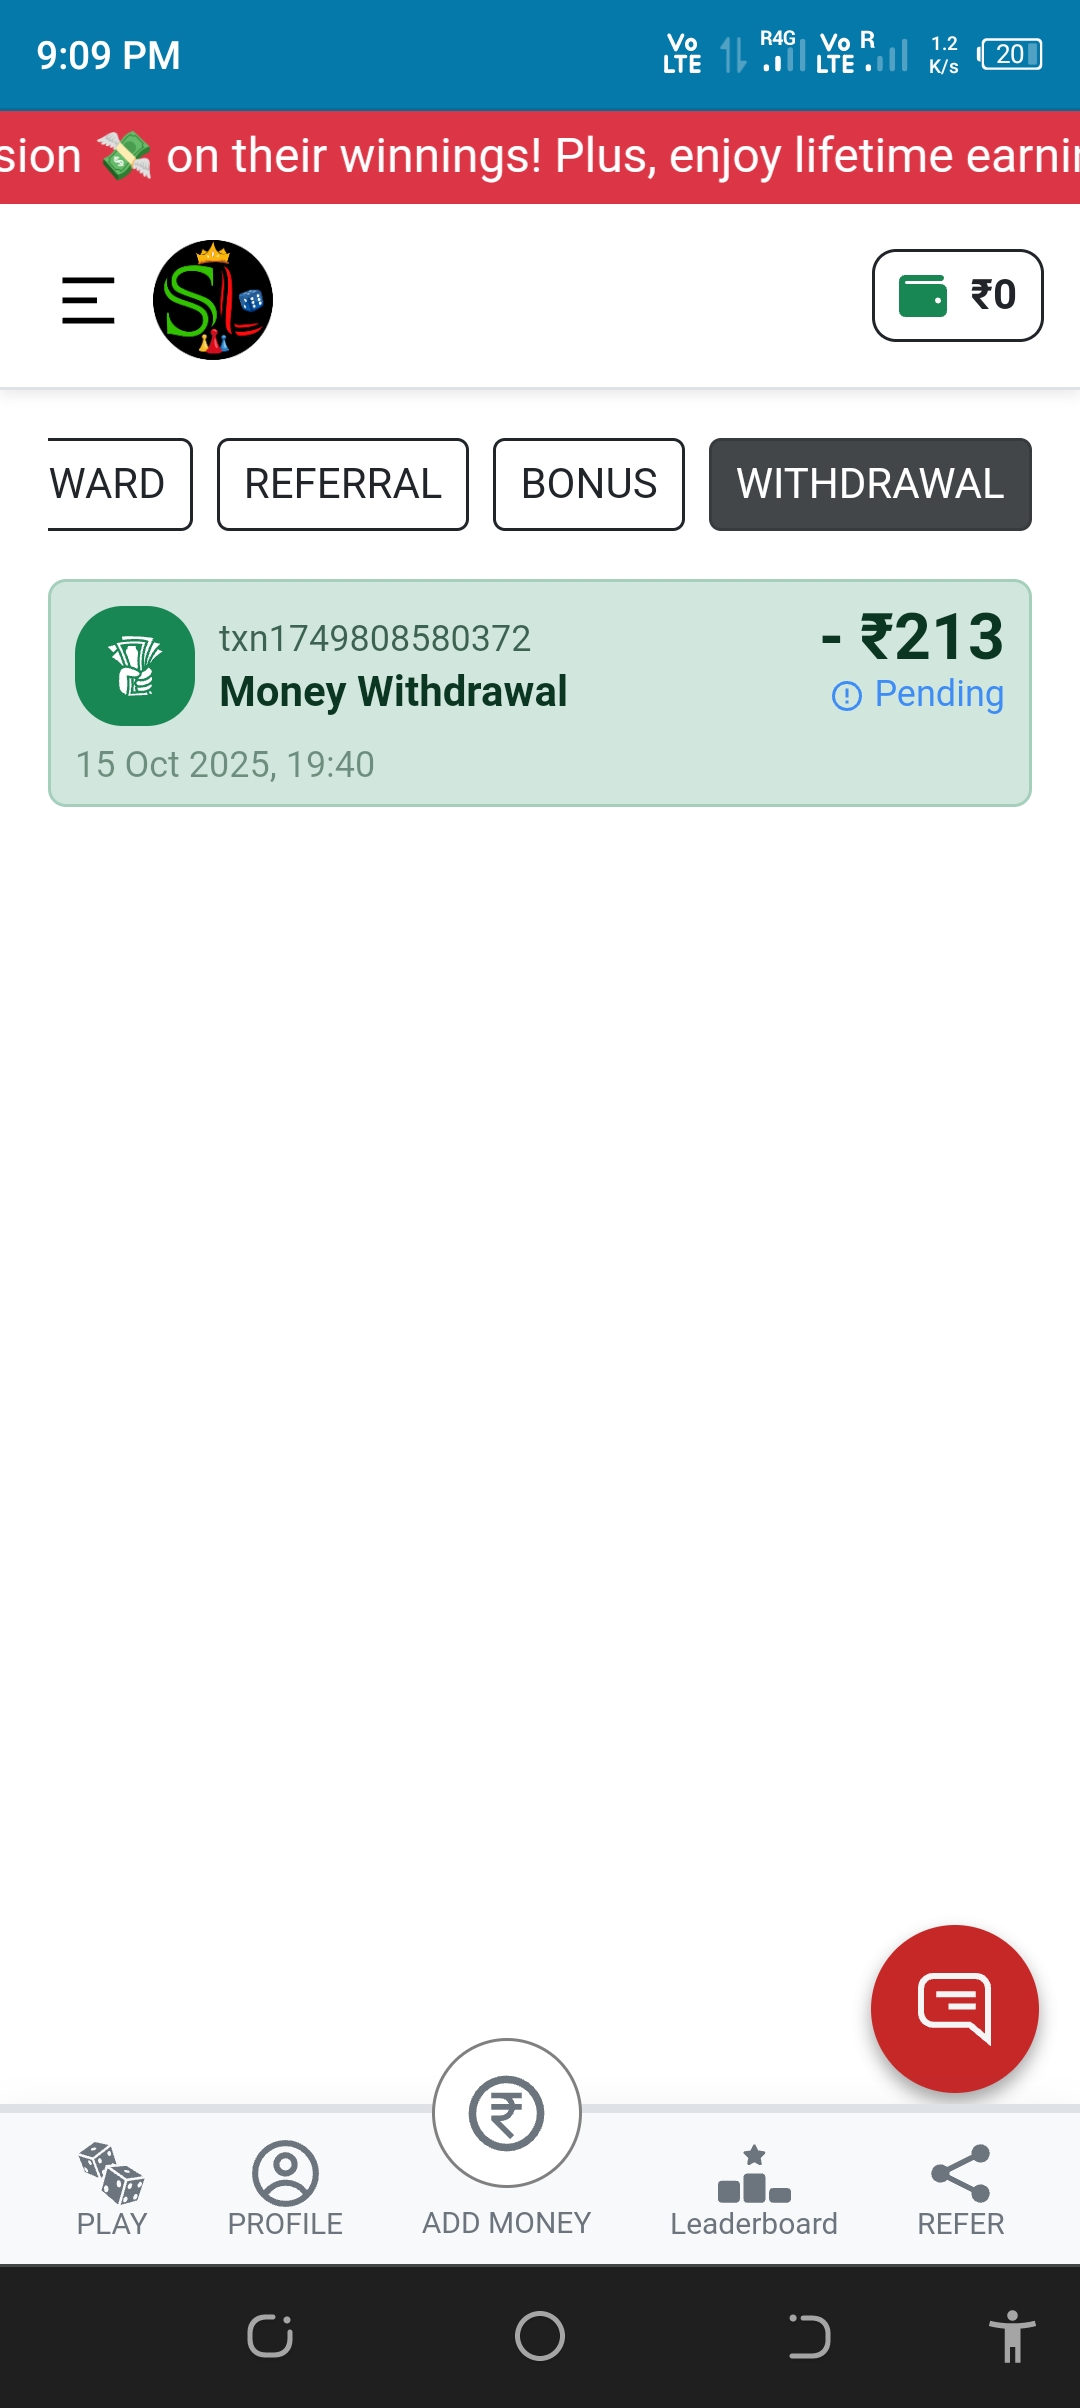 9:09 PM
Vo LTE R4G Vo LTE R 1.2 K/s 20
sion 💸 on their winnings! Plus, enjoy lifetime earnin
SL
₹0
WARD REFERRAL BONUS WITHDRAWAL
txn1749808580372
- ₹213
Money Withdrawal
Pending
15 Oct 2025, 19:40
PLAY PROFILE ADD MONEY Leaderboard REFER